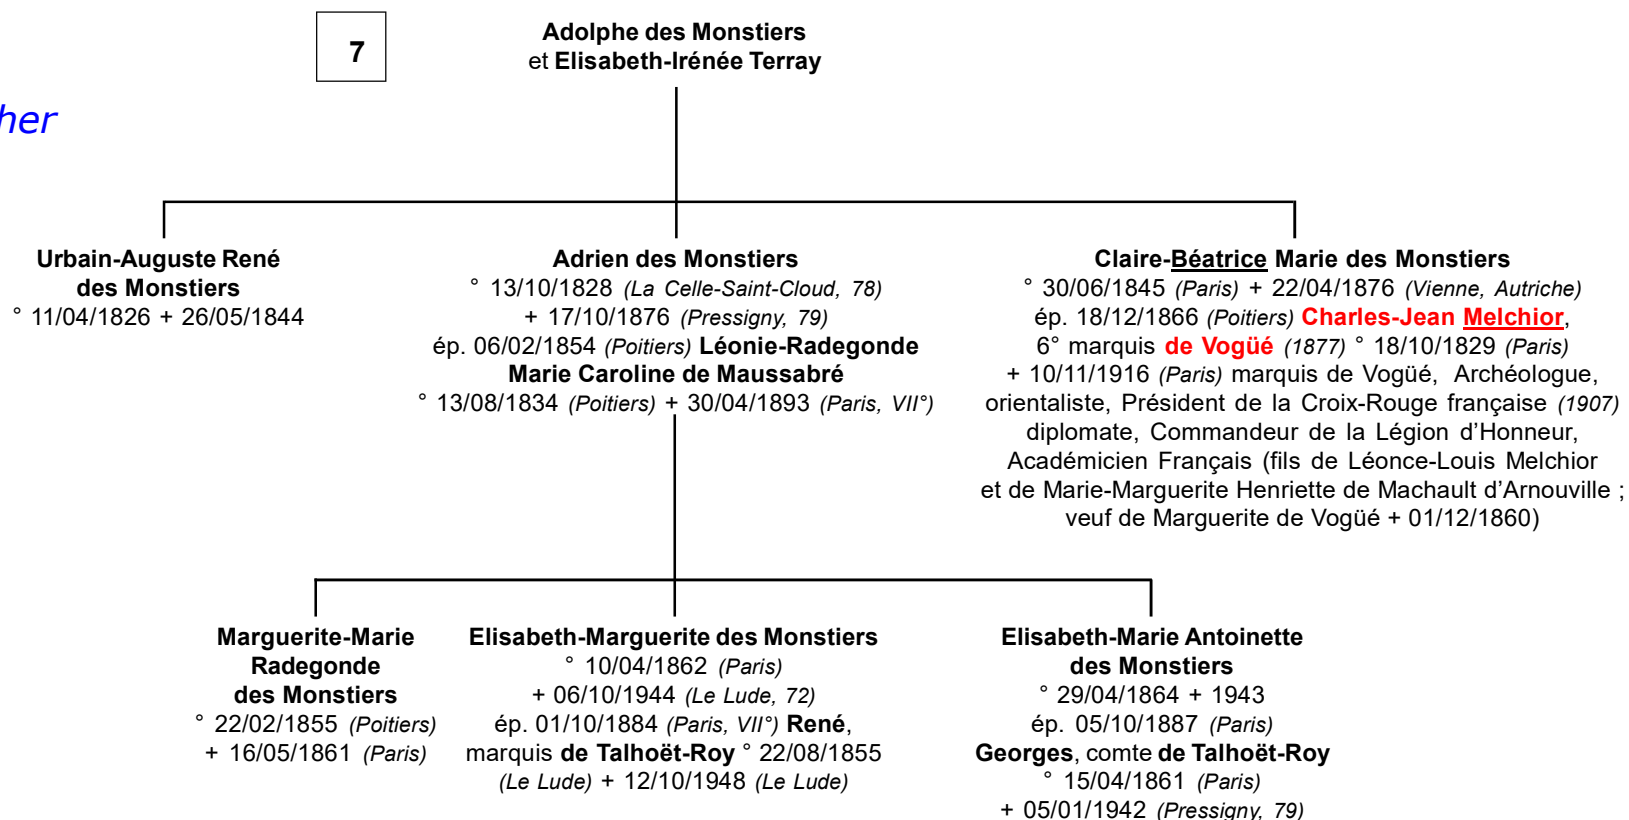 7
Adolphe des Monstiers
et Elisabeth-Irénée Terray
her
Urbain-Auguste René
des Monstiers
° 11/04/1826 + 26/05/1844
Adrien des Monstiers
° 13/10/1828 (La Celle-Saint-Cloud, 78)
+ 17/10/1876 (Pressigny, 79)
ép. 06/02/1854 (Poitiers) Léonie-Radegonde
Marie Caroline de Maussabré
° 13/08/1834 (Poitiers) + 30/04/1893 (Paris, VII°)
Claire-Béatrice Marie des Monstiers
° 30/06/1845 (Paris) + 22/04/1876 (Vienne, Autriche)
ép. 18/12/1866 (Poitiers) Charles-Jean Melchior,
6° marquis de Vogüé (1877) ° 18/10/1829 (Paris)
+ 10/11/1916 (Paris) marquis de Vogüé, Archéologue,
orientaliste, Président de la Croix-Rouge française (1907)
diplomate, Commandeur de la Légion d'Honneur,
Académicien Français (fils de Léonce-Louis Melchior
et de Marie-Marguerite Henriette de Machault d'Arnouville ;
veuf de Marguerite de Vogüé + 01/12/1860)
Marguerite-Marie
Radegonde
des Monstiers
° 22/02/1855 (Poitiers)
+ 16/05/1861 (Paris)
Elisabeth-Marguerite des Monstiers
° 10/04/1862 (Paris)
+ 06/10/1944 (Le Lude, 72)
ép. 01/10/1884 (Paris, VII°) René,
marquis de Talhoët-Roy ° 22/08/1855
(Le Lude) + 12/10/1948 (Le Lude)
Elisabeth-Marie Antoinette
des Monstiers
° 29/04/1864 + 1943
ép. 05/10/1887 (Paris)
Georges, comte de Talhoët-Roy
° 15/04/1861 (Paris)
+ 05/01/1942 (Pressigny, 79)